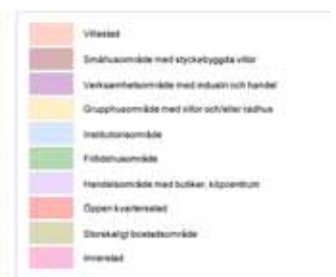 Villastad
Småhusområde med styckebyggda villor
Verksamhetsområde med industri och handel
Grupphusområde med villor och/eller radhus
Institutionsområde
Fritidshusområde
Handelsområde med butiker, köpcentrum
Öppen kvartersstad
Storskaligt bostadsområde
Innerstad